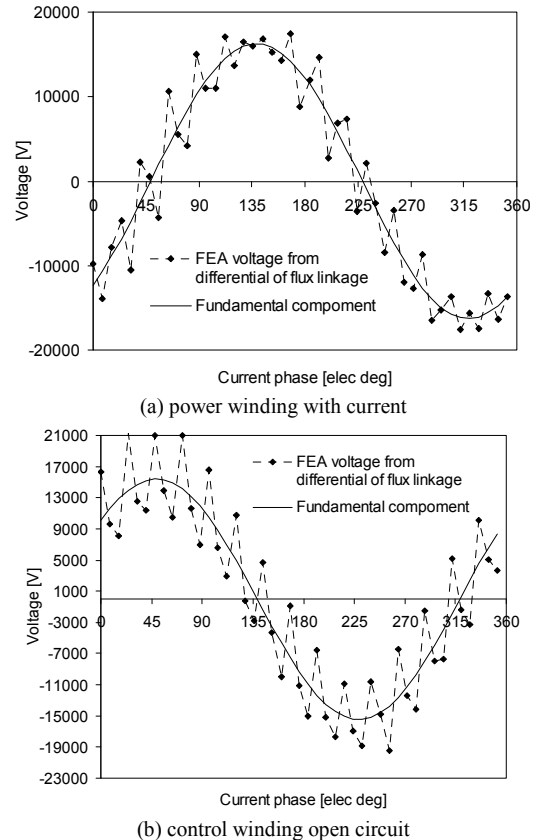 20000
10000
0
-10000
-20000
Voltage [V]
0 45 90 135 180 225 270 315 360
FEA voltage from
differential of flux linkage
Fundamental compoment
Current phase [elec deg]
(a) power winding with current
21000
17000
13000
9000
5000
1000
-3000
-7000
-11000
-15000
-19000
-23000
Voltage [V]
0 45 90 135 180 225 270 315 360
FEA voltage from
differential of flux linkage
Fundamental component
Current phase [elec deg]
(b) control winding open circuit